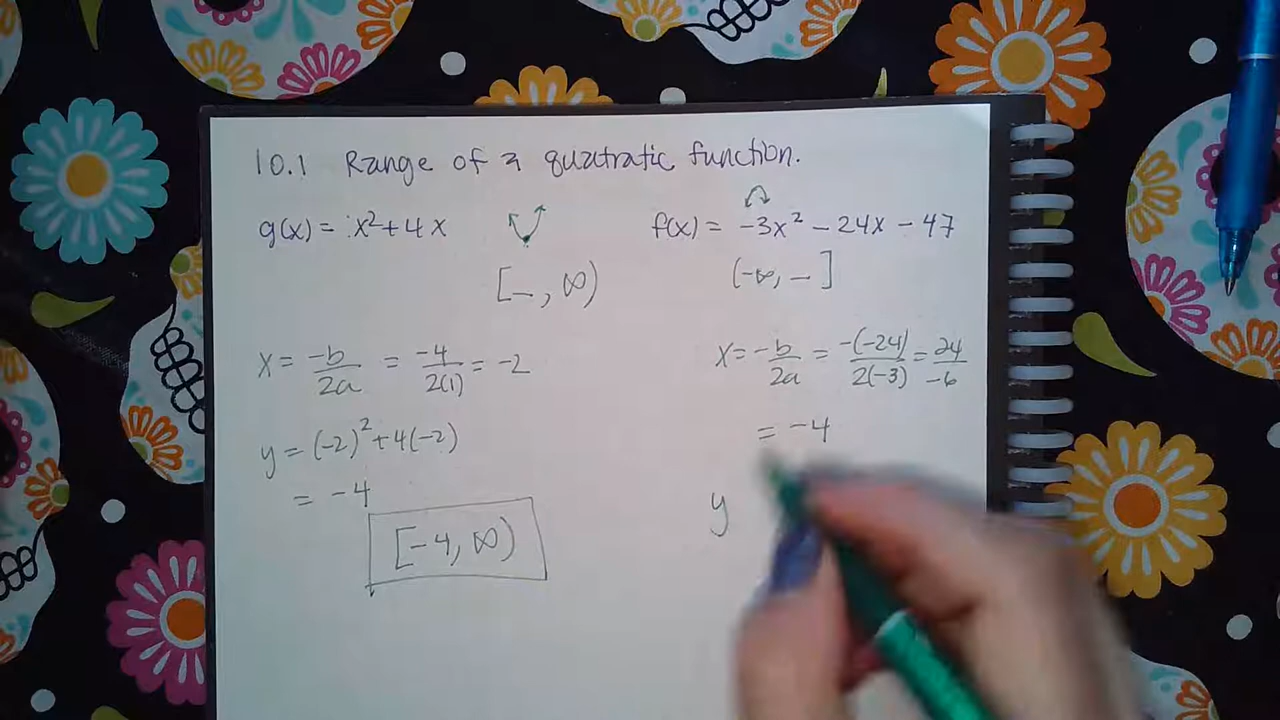 10.1 Range of a quatratic function.
g(x) = x²+4x
[_, ∞)
x = -b/2a = -4/2(1) = -2
y = (-2)²+4(-2)
= -4
[-4, ∞)
f(x) = -3x² - 24x - 47
(-∞, _]
x = -b/2a = -(-24)/2(-3) = 24/-6
= -4
y